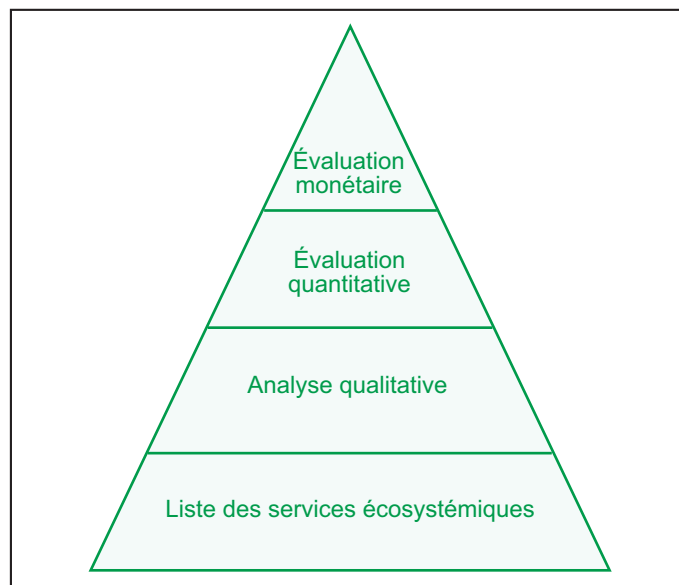 Évaluation
monétaire
Évaluation
quantitative
Analyse qualitative
Liste des services écosystémiques